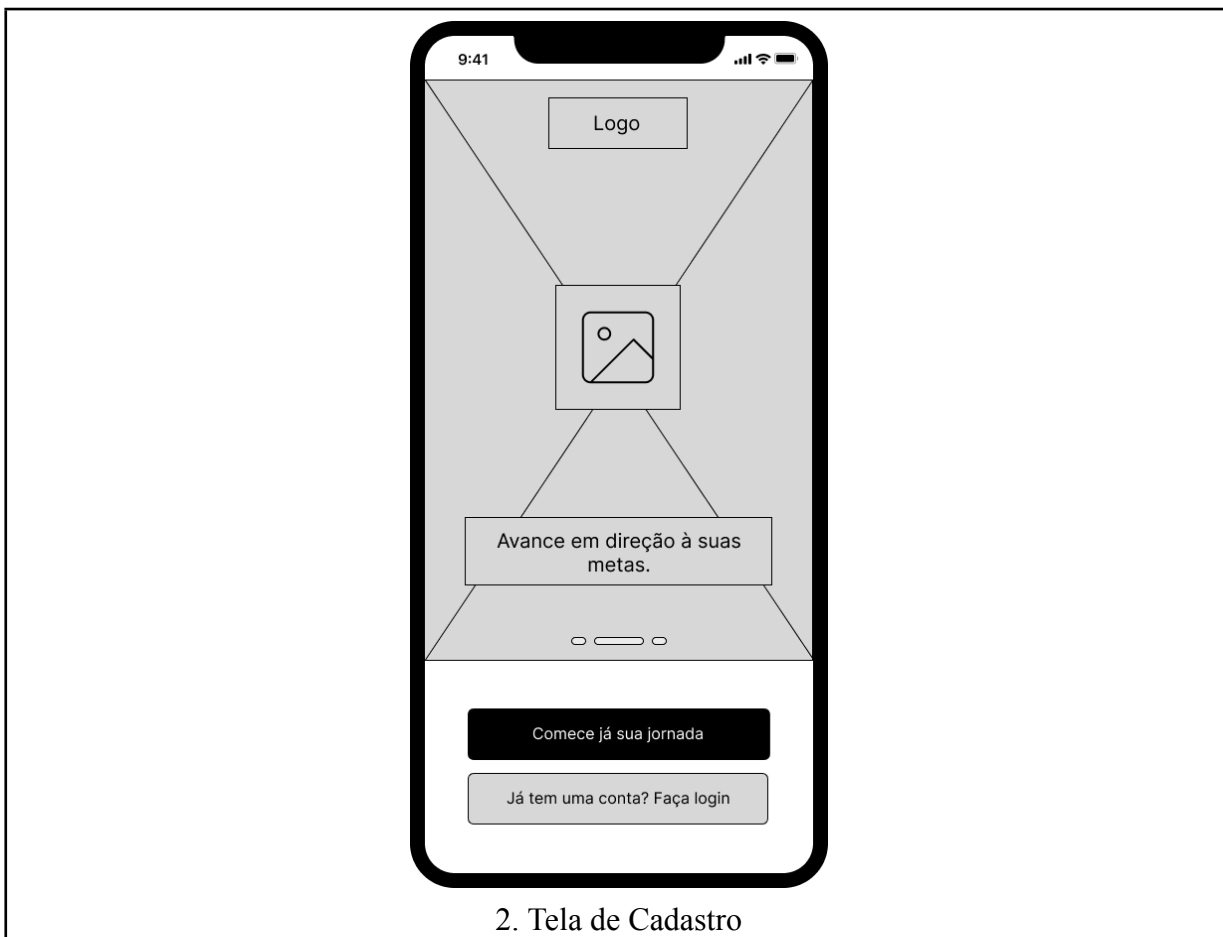 9:41
Logo
Avance em direção à suas
metas.
Comece já sua jornada
Já tem uma conta? Faça login
2. Tela de Cadastro